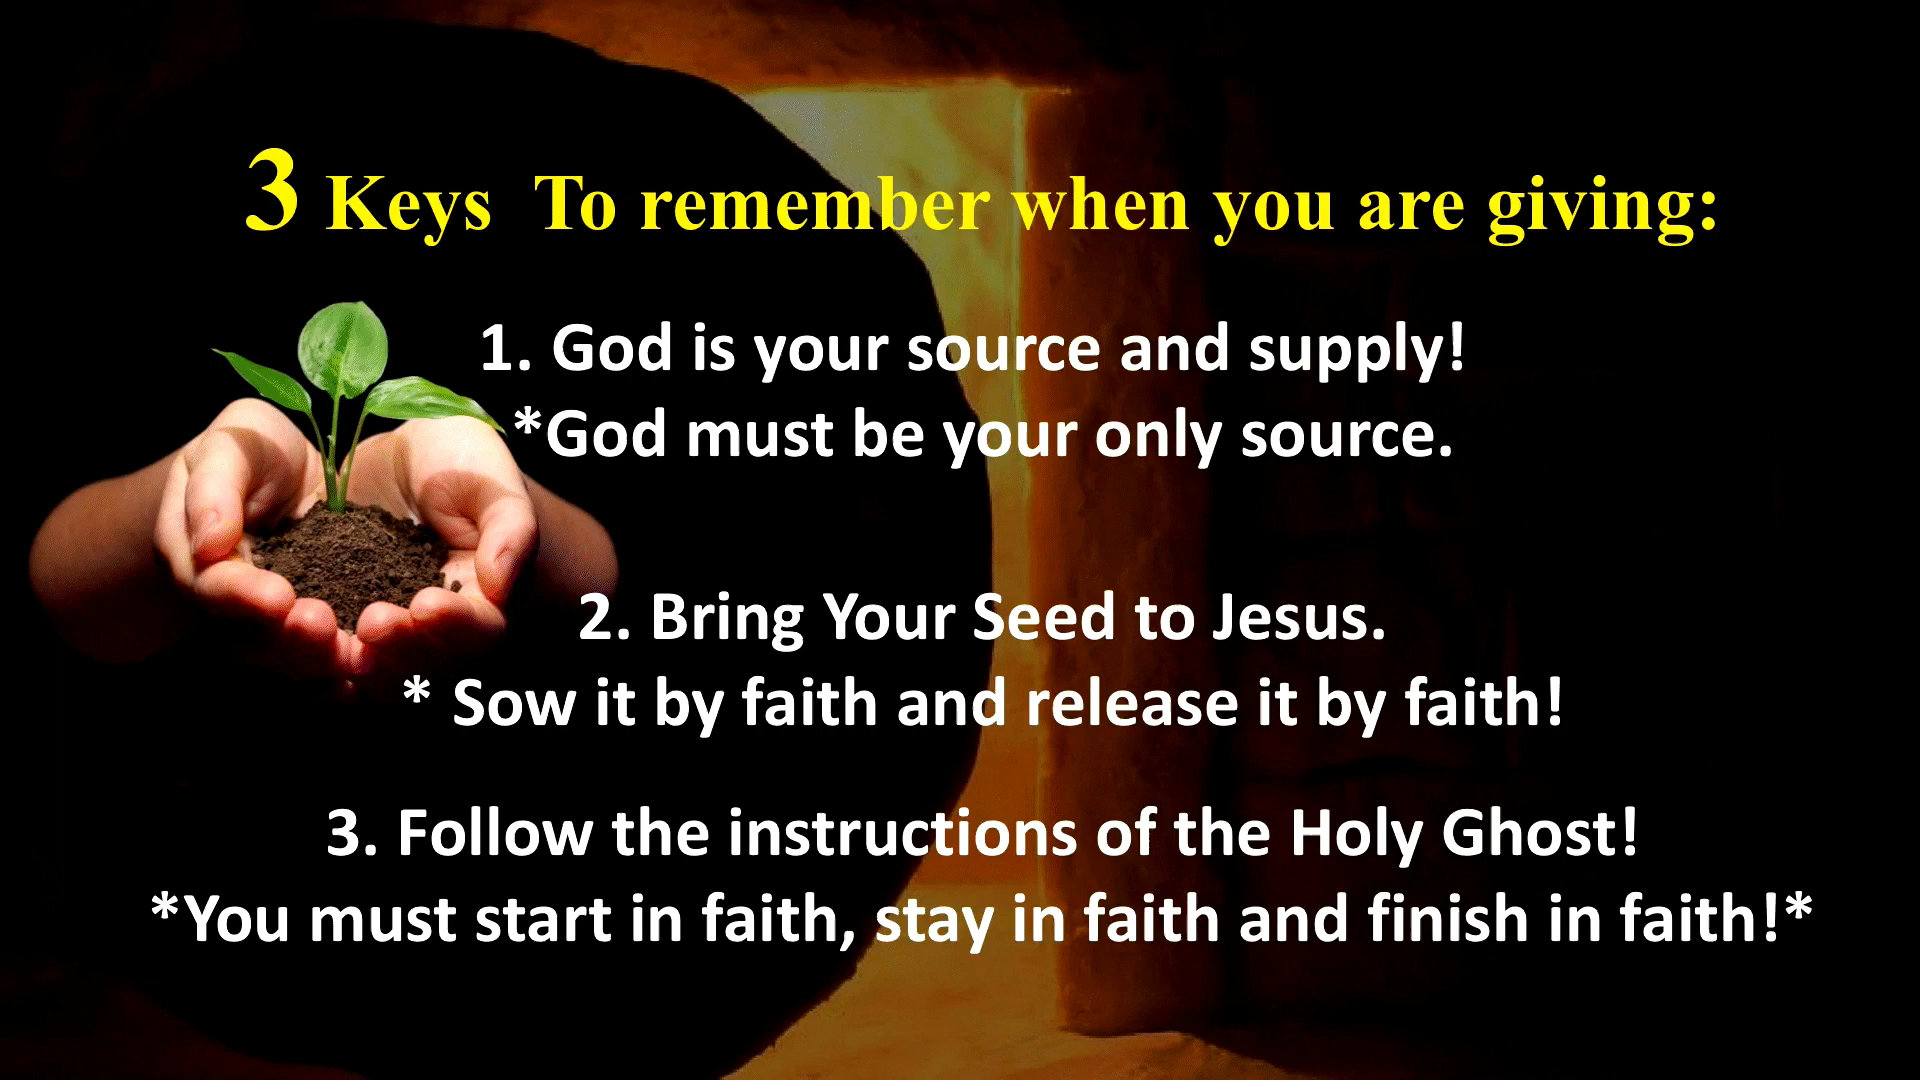 3 Keys  To remember when you are giving:
1. God is your source and supply!
*God must be your only source.
2. Bring Your Seed to Jesus.
* Sow it by faith and release it by faith!
3. Follow the instructions of the Holy Ghost!
*You must start in faith, stay in faith and finish in faith!*